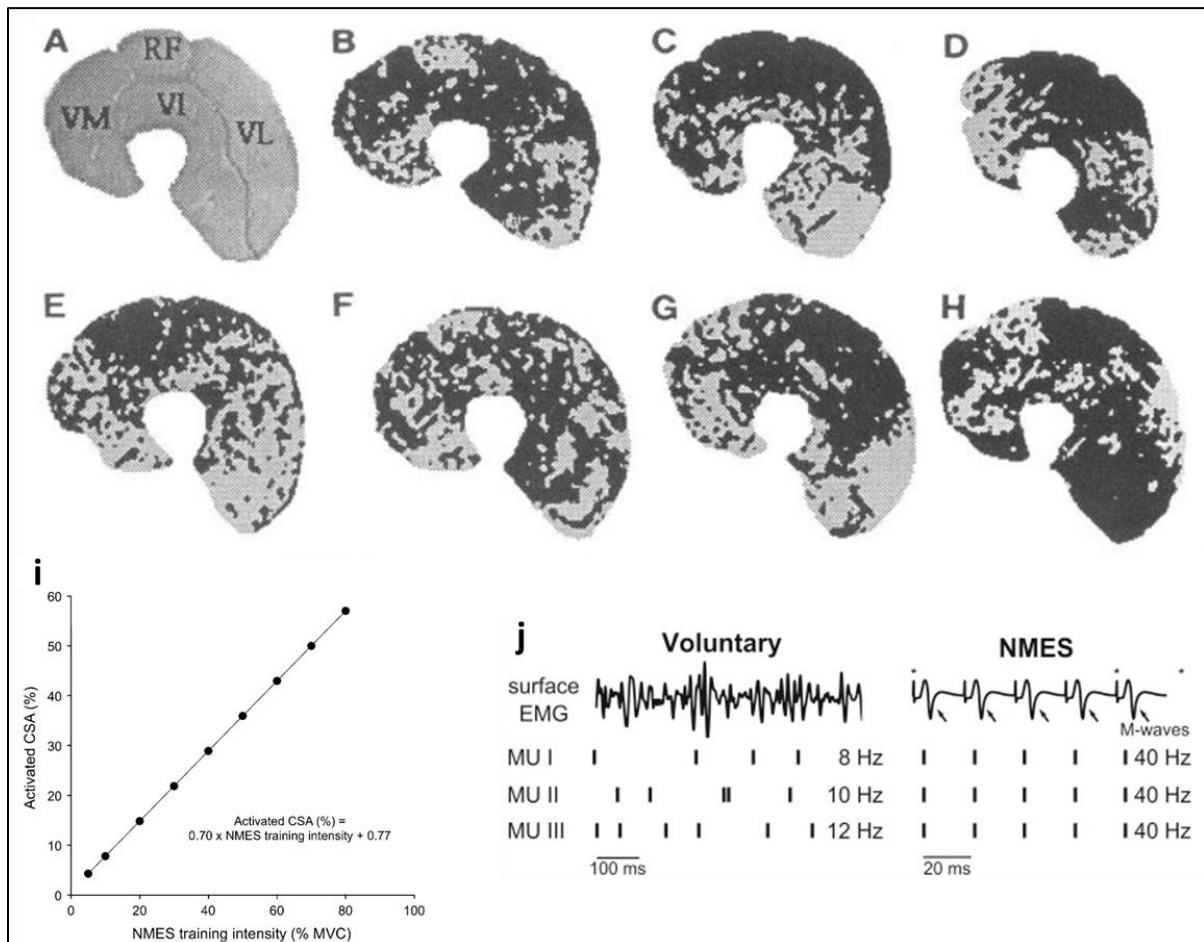 A
RF
VM
VI
VL
B
C
D
E
F
G
H
i
60
50
40
30
20
10
0
Activated CSA (%)
Activated CSA (%) =
0.70 x NMES training intensity + 0.77
0 20 40 60 80 100
NMES training intensity (% MVC)
j
Voluntary NMES
* * *
surface
EMG
M-waves
MU I 8 Hz 40 Hz
MU II 10 Hz 40 Hz
MU III 12 Hz 40 Hz
100 ms 20 ms